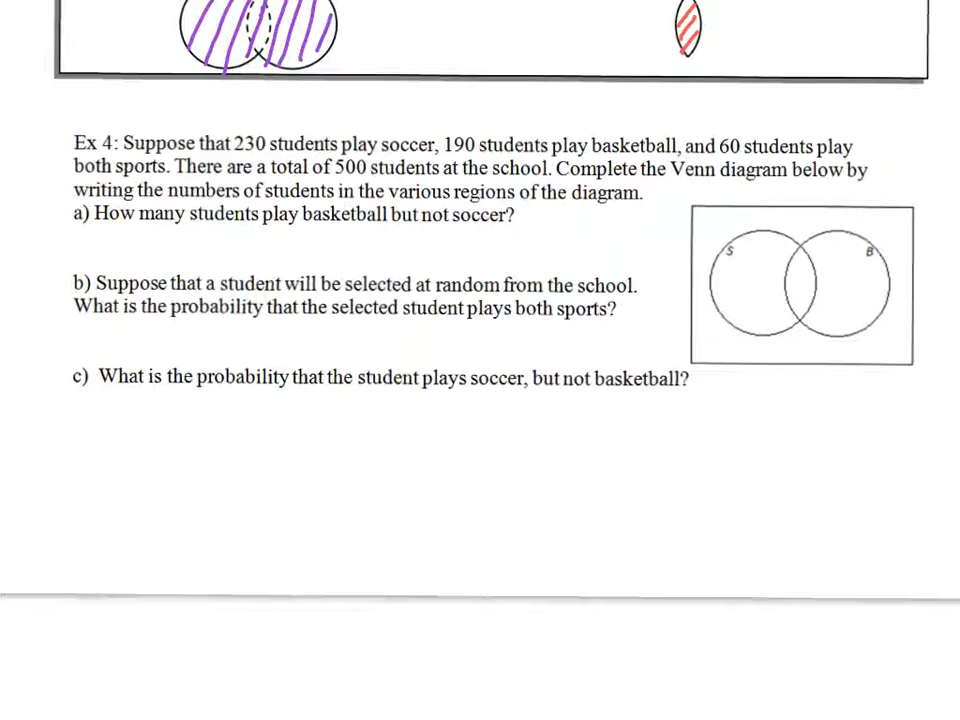 Ex 4: Suppose that 230 students play soccer, 190 students play basketball, and 60 students play
both sports. There are a total of 500 students at the school. Complete the Venn diagram below by
writing the numbers of students in the various regions of the diagram.
a) How many students play basketball but not soccer?
S
B
b) Suppose that a student will be selected at random from the school.
What is the probability that the selected student plays both sports?
c) What is the probability that the student plays soccer, but not basketball?